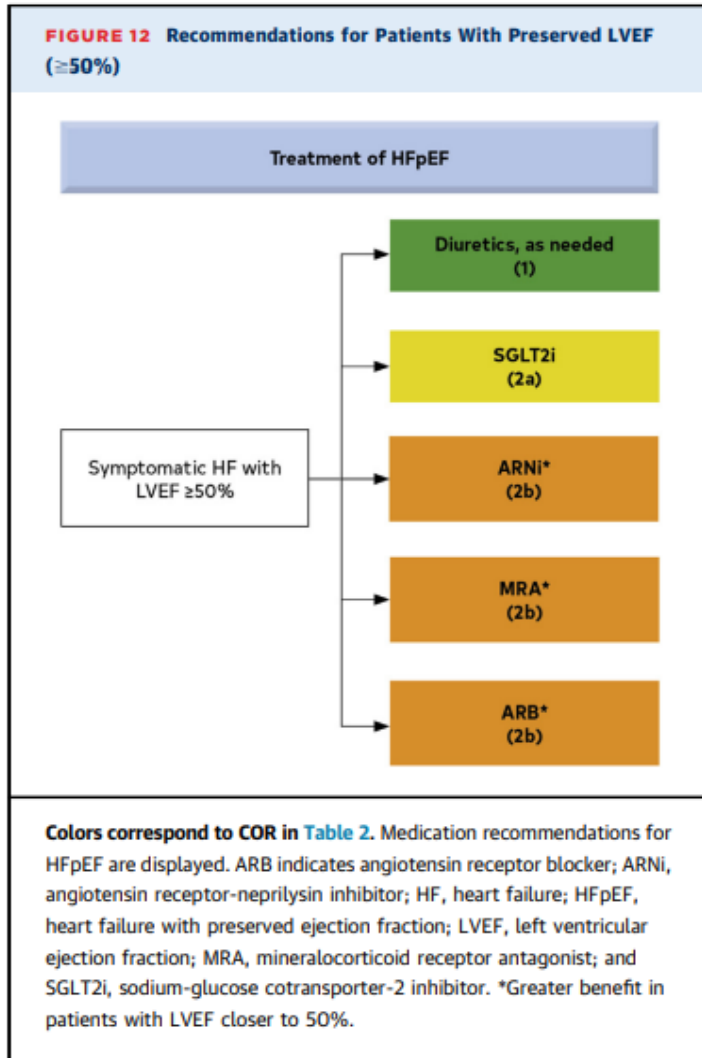 FIGURE 12 Recommendations for Patients With Preserved LVEF
(≥50%)
Treatment of HFpEF
Diuretics, as needed
(1)
SGLT2i
(2a)
Symptomatic HF with
LVEF ≥50%
ARNi*
(2b)
MRA*
(2b)
ARB*
(2b)
Colors correspond to COR in Table 2. Medication recommendations for
HFpEF are displayed. ARB indicates angiotensin receptor blocker; ARNi,
angiotensin receptor-neprilysin inhibitor; HF, heart failure; HFpEF,
heart failure with preserved ejection fraction; LVEF, left ventricular
ejection fraction; MRA, mineralocorticoid receptor antagonist; and
SGLT2i, sodium-glucose cotransporter-2 inhibitor. *Greater benefit in
patients with LVEF closer to 50%.